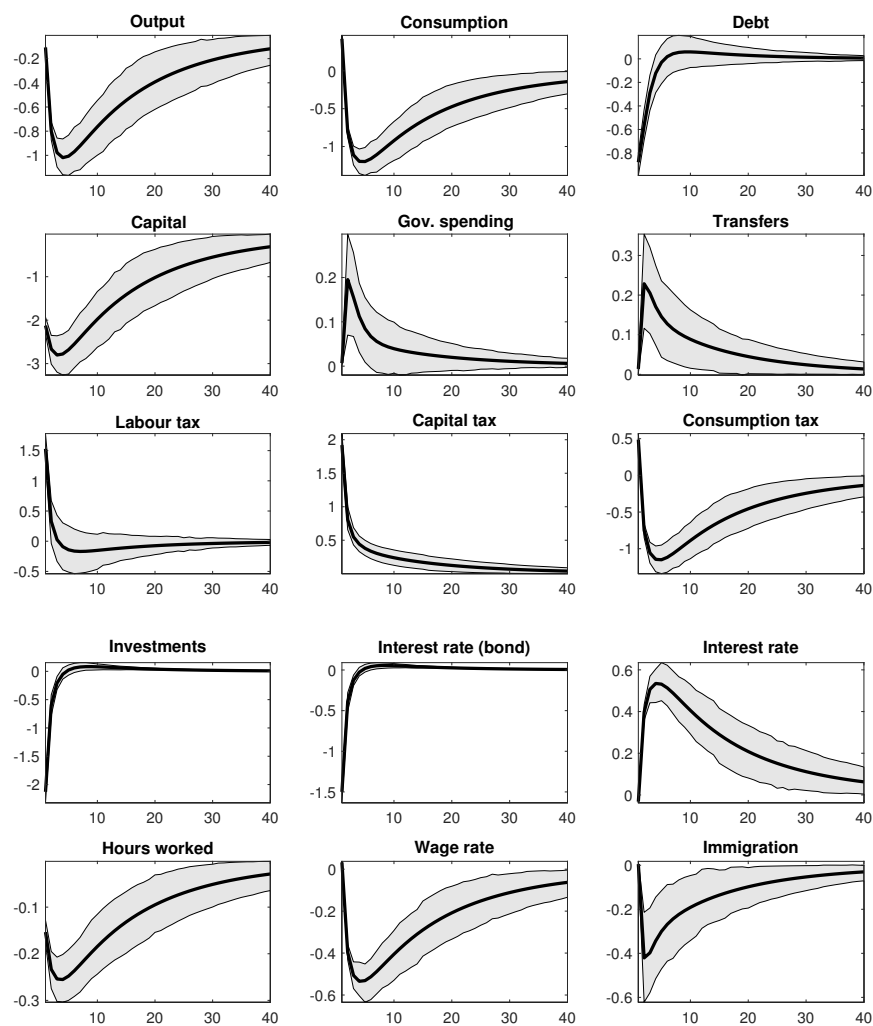 Output Consumption Debt
-0.2 -0.4 -0.6 -0.8 -1 0 -0.5 -1 0 -0.2 -0.4 -0.6 -0.8
10 20 30 40 10 20 30 40 10 20 30 40
Capital Gov. spending Transfers
-1 -2 -3 0.2 0.1 0 0.3 0.2 0.1 0
10 20 30 40 10 20 30 40 10 20 30 40
Labour tax Capital tax Consumption tax
1.5 1 0.5 0 -0.5 2 1.5 1 0.5 0.5 0 -0.5 -1
10 20 30 40 10 20 30 40 10 20 30 40
Investments Interest rate (bond) Interest rate
0 -0.5 -1 -1.5 -2 0 -0.5 -1 -1.5 0.6 0.4 0.2 0
10 20 30 40 10 20 30 40 10 20 30 40
Hours worked Wage rate Immigration
-0.1 -0.2 -0.3 0 -0.2 -0.4 -0.6 0 -0.2 -0.4 -0.6
10 20 30 40 10 20 30 40 10 20 30 40